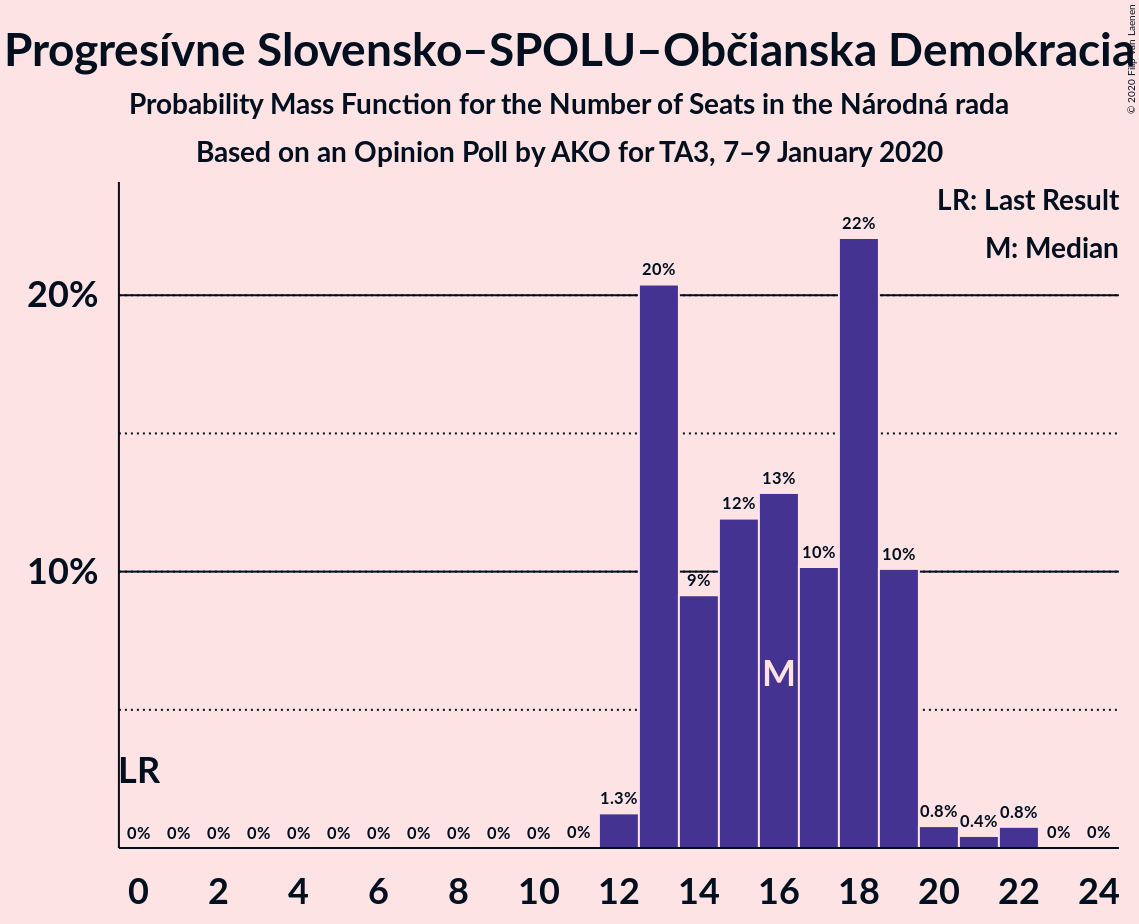 Progresívne Slovensko–SPOLU–Občianska Demokracia
Probability Mass Function for the Number of Seats in the Národná rada
Based on an Opinion Poll by AKO for TA3, 7–9 January 2020
© 2020 Filip van Laenen
LR: Last Result
M: Median
20%
10%
22%
20%
13%
12%
10%
10%
9%
M
LR
1.3%
0.8%
0.4%
0.8%
0% 0% 0% 0% 0% 0% 0% 0% 0% 0% 0% 0% 0% 0%
0 2 4 6 8 10 12 14 16 18 20 22 24